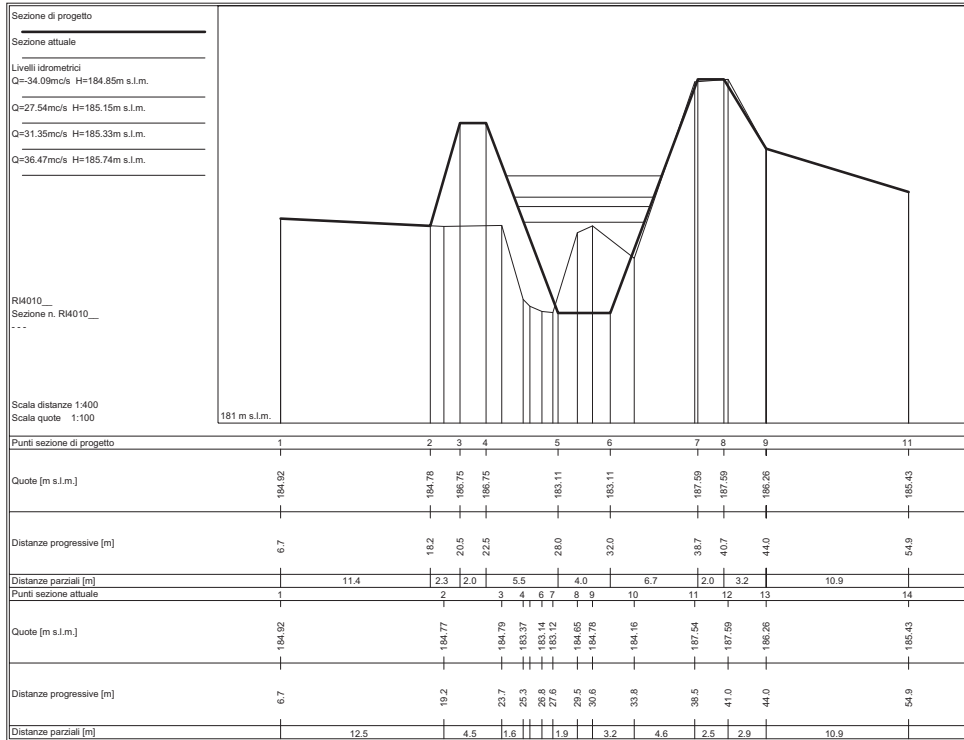 Sezione di progetto
Sezione attuale
Livelli idrometrici
Q=-34.09mc/s H=184.85m s.l.m.
Q=27.54mc/s H=185.15m s.l.m.
Q=31.35mc/s H=185.33m s.l.m.
Q=36.47mc/s H=185.74m s.l.m.
RI4010__
Sezione n. RI4010__
---
Scala distanze 1:400
Scala quote 1:100
181 m s.l.m.
Punti sezione di progetto 1 2 3 4 5 6 7 8 9 11
Quote [m s.l.m.] 184.92 184.78 186.75 186.75 183.11 183.11 187.59 187.59 186.26 185.43
Distanze progressive [m] 6.7 18.2 20.5 22.5 28.0 32.0 38.7 40.7 44.0 54.9
Distanze parziali [m] 11.4 2.3 2.0 5.5 4.0 6.7 2.0 3.2 10.9
Punti sezione attuale 1 2 3 4 6 7 8 9 10 11 12 13 14
Quote [m s.l.m.] 184.92 184.77 184.79 183.37 183.14 183.12 184.65 184.78 184.16 187.54 187.59 186.26 185.43
Distanze progressive [m] 6.7 19.2 23.7 25.3 26.8 27.6 29.5 30.6 33.8 38.5 41.0 44.0 54.9
Distanze parziali [m] 12.5 4.5 1.6 1.9 3.2 4.6 2.5 2.9 10.9